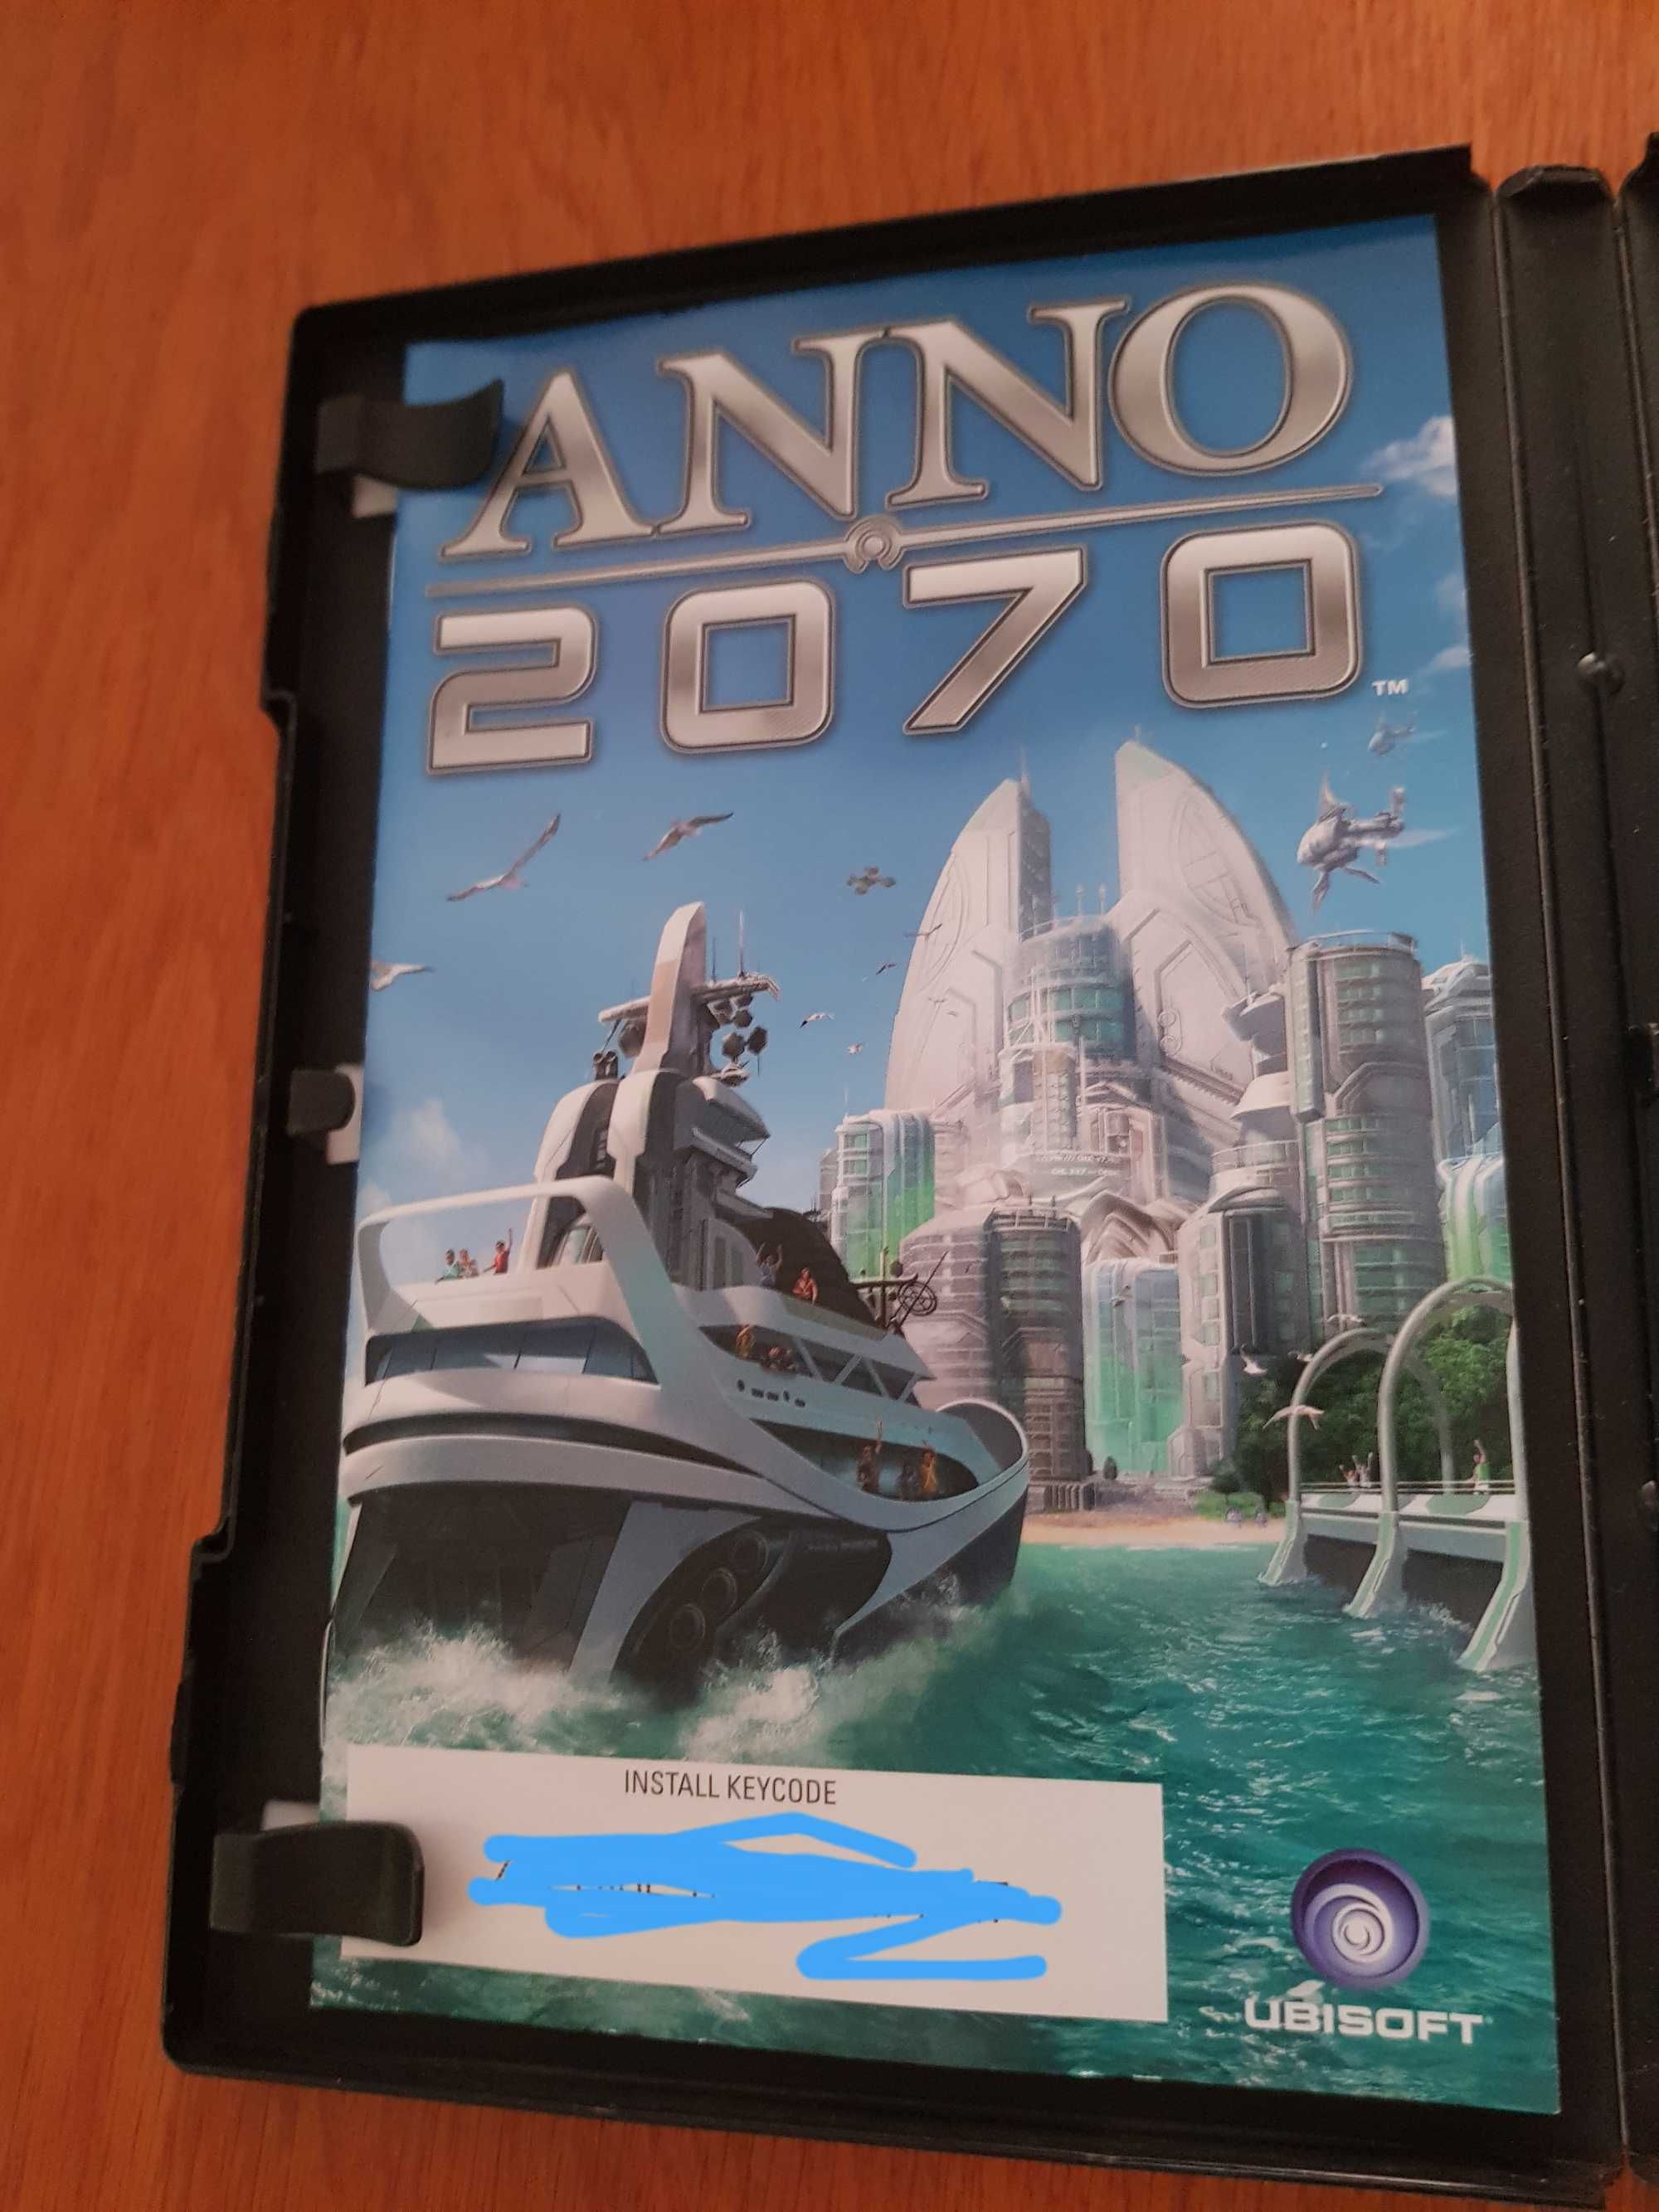 ANNO
2070
TM
INSTALL KEYCODE
UBISOFT